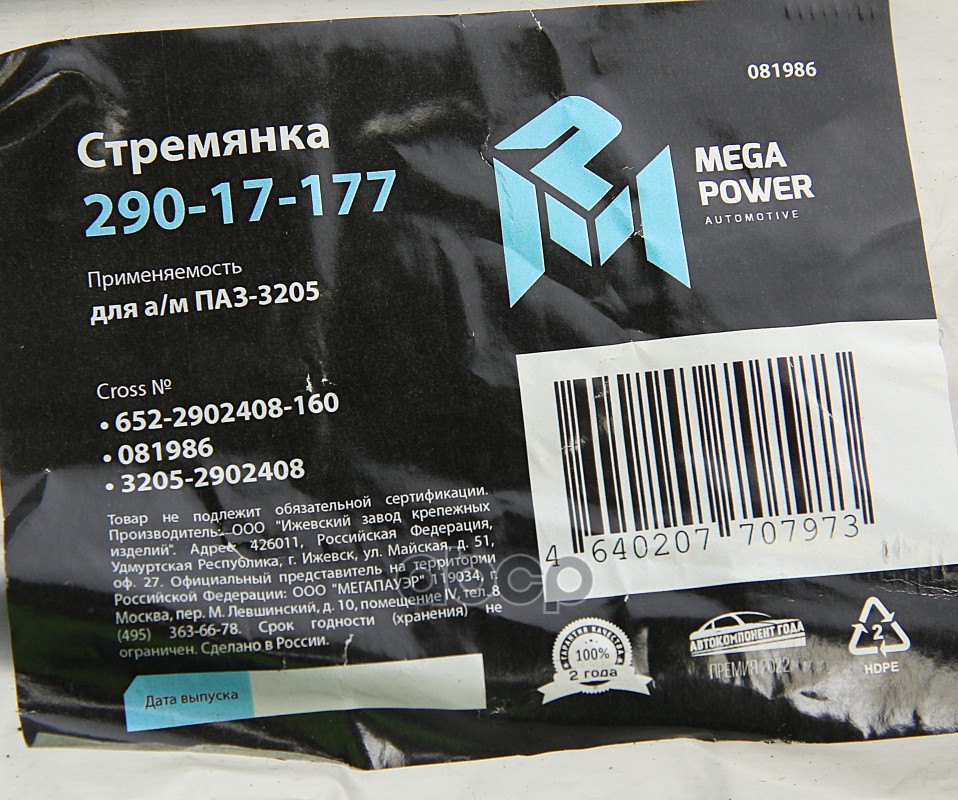 081986
Стремянка
290-17-177
MEGA
POWER
AUTOMOTIVE
Применяемость
для а/м ПАЗ-3205
Cross №
• 652-2902408-160
• 081986
• 3205-2902408
Товар не подлежит обязательной сертификации.
Производитель: ООО "Ижевский завод крепежных
изделий". Адрес: 426011, Российская Федерация,
Удмуртская Республика, г. Ижевск, ул. Майская, д. 51,
оф. 27. Официальный представитель на территории
Российской Федерации: ООО "МЕГАПАУЭР" 119034, г.
Москва, пер. М. Левшинский, д. 10, помещение IV, тел. 8
(495) 363-66-78. Срок годности (хранения) не
ограничен. Сделано в России.
4 640207 707973
Дата выпуска
ГАРАНТИЯ КАЧЕСТВА
100%
2 года
АВТОКОМПОНЕНТ ГОДА
ПРЕМИЯ 2022
2
HDPE